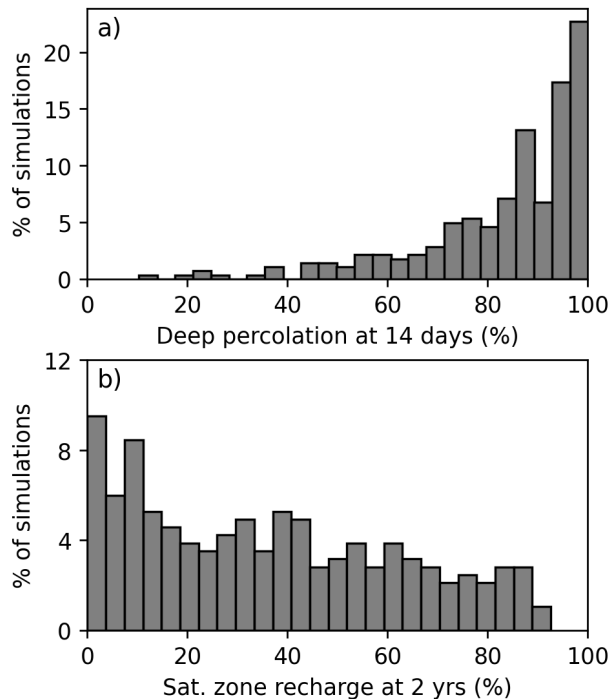 a)
% of simulations
20
15
10
5
0
0 20 40 60 80 100
Deep percolation at 14 days (%)
b)
% of simulations
12
8
4
0
0 20 40 60 80 100
Sat. zone recharge at 2 yrs (%)